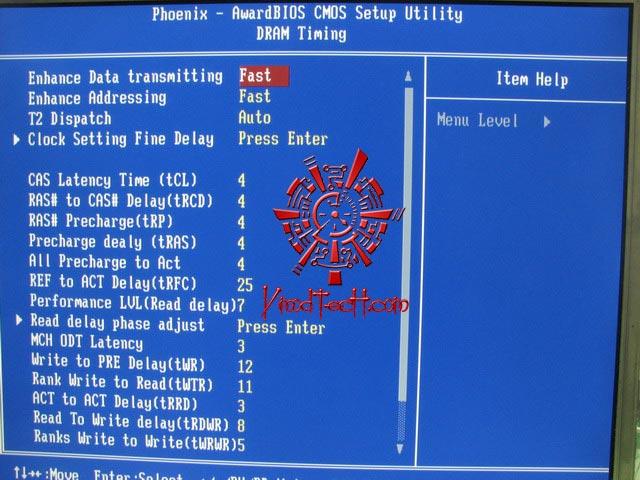 Phoenix - AwardBIOS CMOS Setup Utility
DRAM Timing
Enhance Data transmitting Fast
Enhance Addressing Fast
T2 Dispatch Auto
Clock Setting Fine Delay Press Enter
CAS Latency Time (tCL) 4
RAS# to CAS# Delay(tRCD) 4
RAS# Precharge(tRP) 4
Precharge dealy (tRAS) 4
All Precharge to Act 4
REF to ACT Delay(tRFC) 25
Performance LVL(Read delay)7
Read delay phase adjust Press Enter
MCH ODT Latency 3
Write to PRE Delay(tWR) 12
Rank Write to Read(tWTR) 11
ACT to ACT Delay(tRRD) 3
Read To Write delay(tRDWR) 8
Ranks Write to Write(tWRWR)5
Item Help
Menu Level
VmodTech.com
:Move Enter:Select